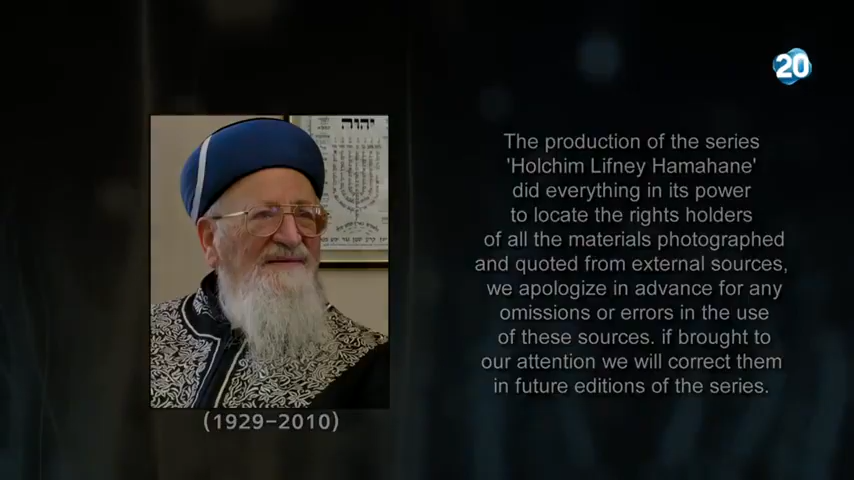 20
יהוה
The production of the series
'Holchim Lifney Hamahane'
did everything in its power
to locate the rights holders
of all the materials photographed
and quoted from external sources,
we apologize in advance for any
omissions or errors in the use
of these sources. if brought to
our attention we will correct them
in future editions of the series.
(1929-2010)